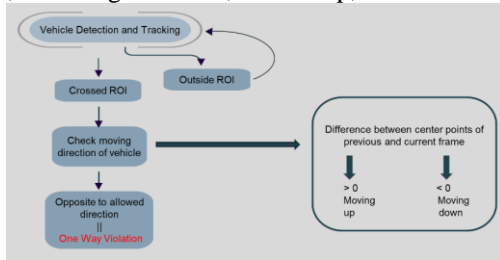 Vehicle Detection and Tracking
Outside ROI
Crossed ROI
Check moving
direction of vehicle
Opposite to allowed
direction
||
One Way Violation
Difference between center points of
previous and current frame
> 0
Moving
up
< 0
Moving
down